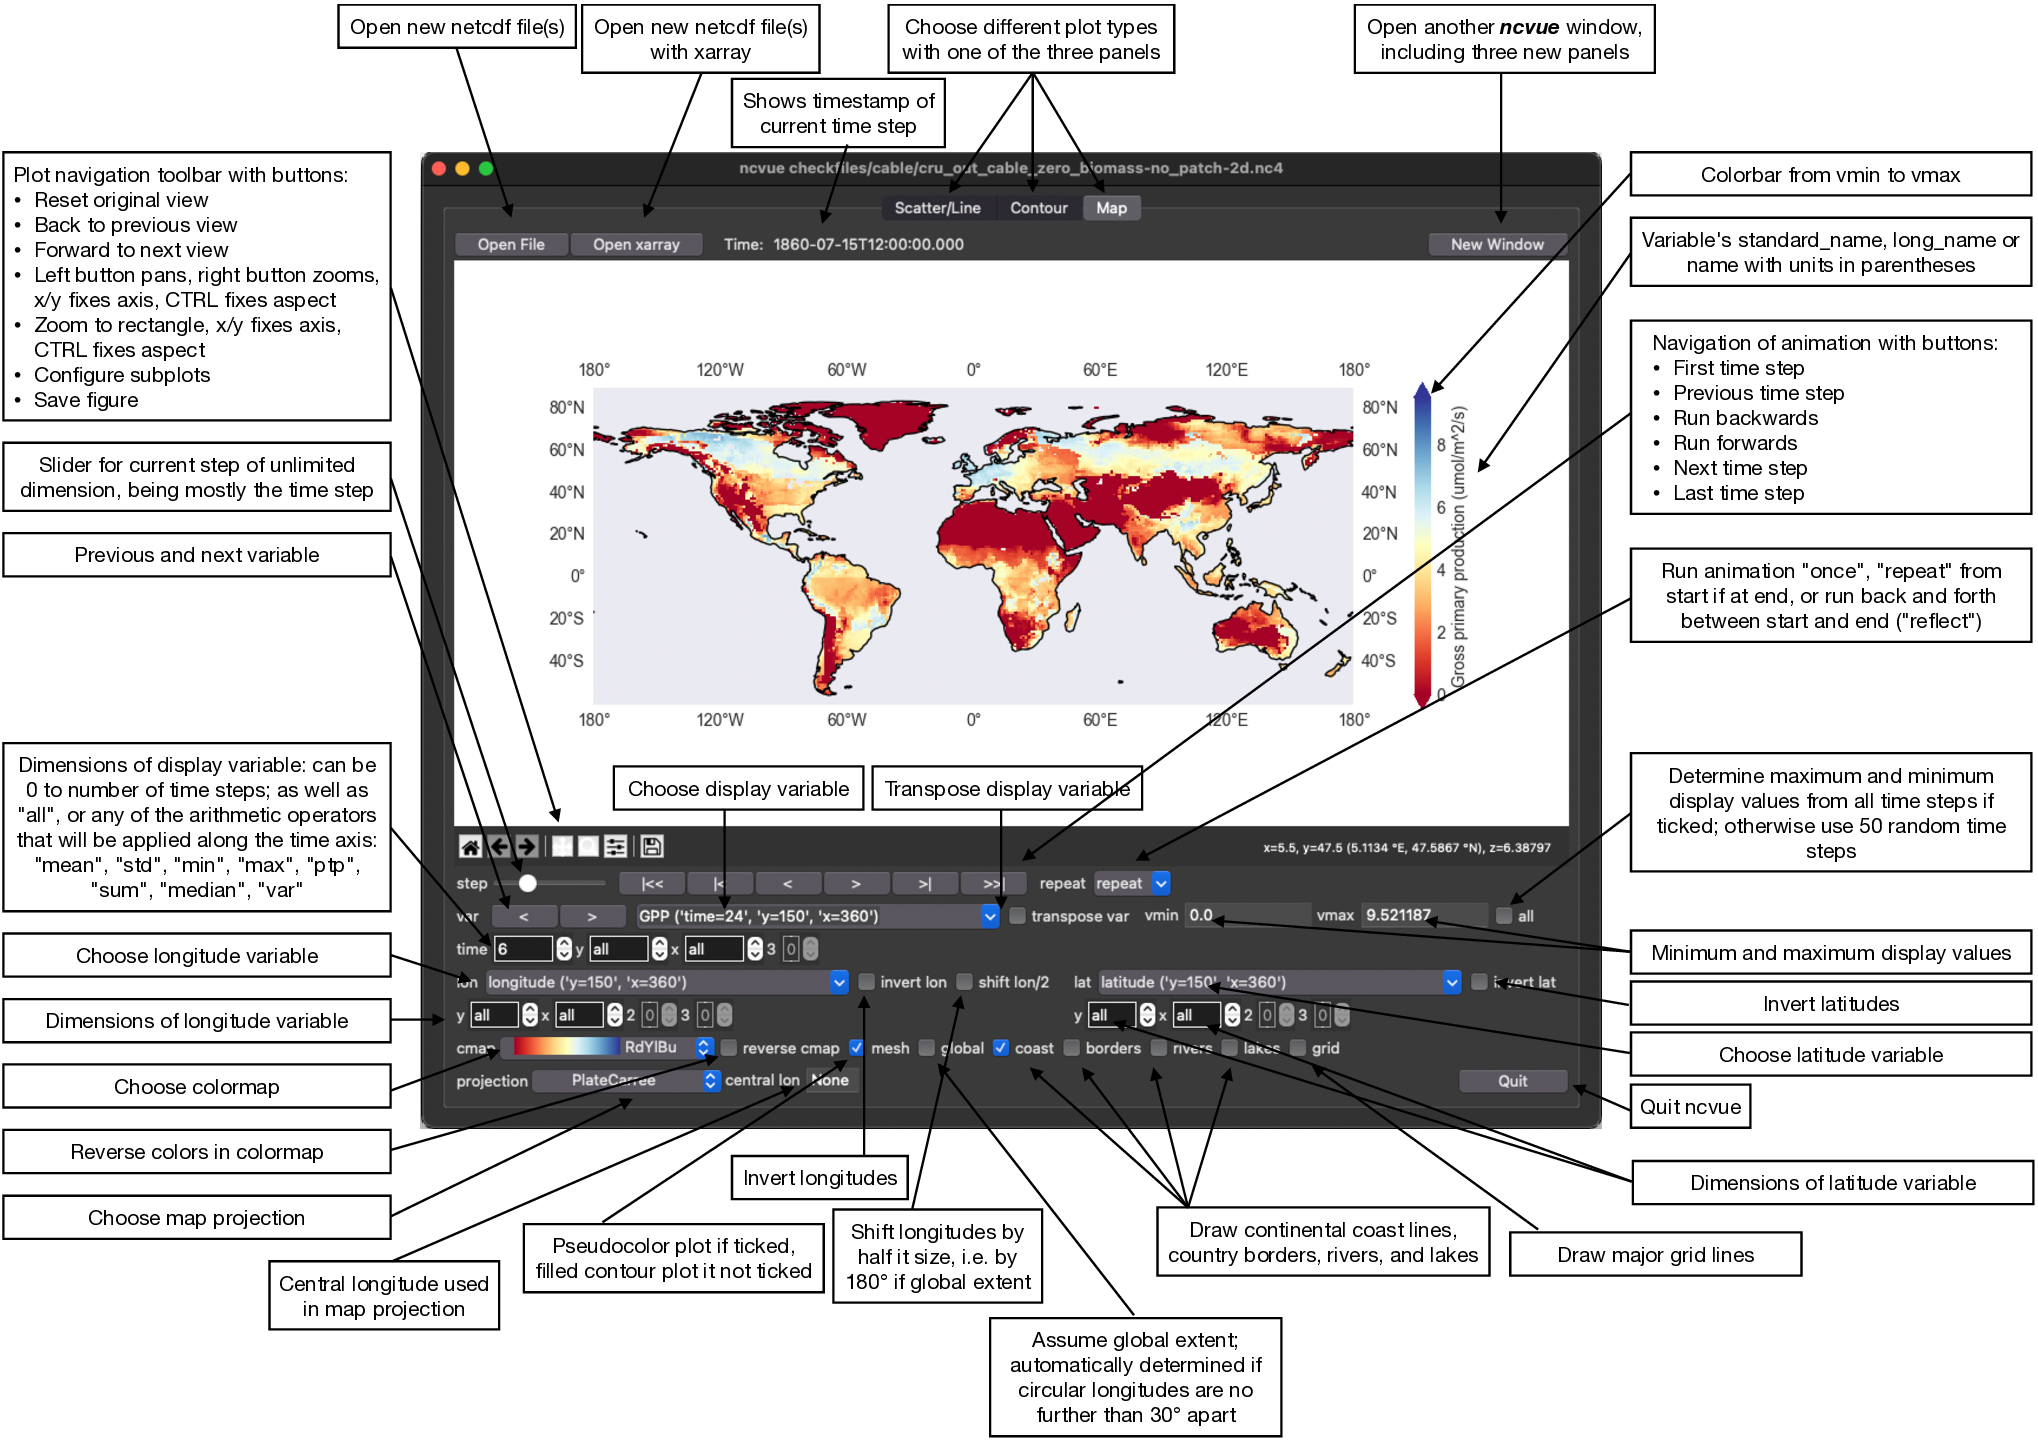 Open new netcdf file(s)
Open new netcdf file(s)
with xarray
Choose different plot types
with one of the three panels
Open another ncvue window,
including three new panels
Shows timestamp of
current time step
Plot navigation toolbar with buttons:
• Reset original view
• Back to previous view
• Forward to next view
• Left button pans, right button zooms,
x/y fixes axis, CTRL fixes aspect
• Zoom to rectangle, x/y fixes axis,
CTRL fixes aspect
• Configure subplots
• Save figure
Slider for current step of unlimited
dimension, being mostly the time step
Previous and next variable
Dimensions of display variable: can be
0 to number of time steps; as well as
"all", or any of the arithmetic operators
that will be applied along the time axis:
"mean", "std", "min", "max", "ptp",
"sum", "median", "var"
Choose longitude variable
Dimensions of longitude variable
Choose colormap
Reverse colors in colormap
Choose map projection
Central longitude used
in map projection
ncvue checkfiles/cable/cru_out_cable_zero_biomass-no_patch-2d.nc4
Scatter/Line Contour Map
Open File Open xarray Time: 1860-07-15T12:00:00.000 New Window
180° 120°W 60°W 0° 60°E 120°E 180°
80°N 80°N
60°N 60°N
40°N 40°N
20°N 20°N
0° 0°
20°S 20°S
40°S 40°S
180° 120°W 60°W 0° 60°E 120°E 180°
8
6
4
2
0
Gross primary production (umol/m^2/s)
Choose display variable
Transpose display variable
x=5.5, y=47.5 (5.1134 °E, 47.5867 °N), z=6.38797
step |<< |< < > >| >>| repeat repeat
var < > GPP ('time=24', 'y=150', 'x=360') transpose var vmin 0.0 vmax 9.521187 all
time 6 y all x all 3 0
lon longitude ('y=150', 'x=360') invert lon shift lon/2 lat latitude ('y=150', 'x=360') invert lat
y all x all 2 0 3 0 y all x all 2 0 3 0
cmap RdYlBu reverse cmap mesh global coast borders rivers lakes grid
projection PlateCarree central lon None Quit
Colorbar from vmin to vmax
Variable's standard_name, long_name or
name with units in parentheses
Navigation of animation with buttons:
• First time step
• Previous time step
• Run backwards
• Run forwards
• Next time step
• Last time step
Run animation "once", "repeat" from
start if at end, or run back and forth
between start and end ("reflect")
Determine maximum and minimum
display values from all time steps if
ticked; otherwise use 50 random time
steps
Minimum and maximum display values
Invert latitudes
Choose latitude variable
Quit ncvue
Dimensions of latitude variable
Invert longitudes
Pseudocolor plot if ticked,
filled contour plot it not ticked
Shift longitudes by
half it size, i.e. by
180° if global extent
Draw continental coast lines,
country borders, rivers, and lakes
Draw major grid lines
Assume global extent;
automatically determined if
circular longitudes are no
further than 30° apart